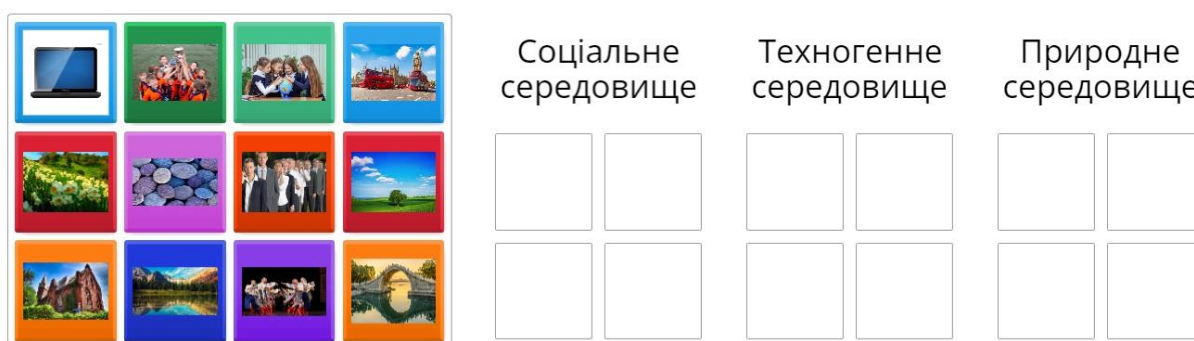 Соціальне
середовище
Техногенне
середовище
Природне
середовище